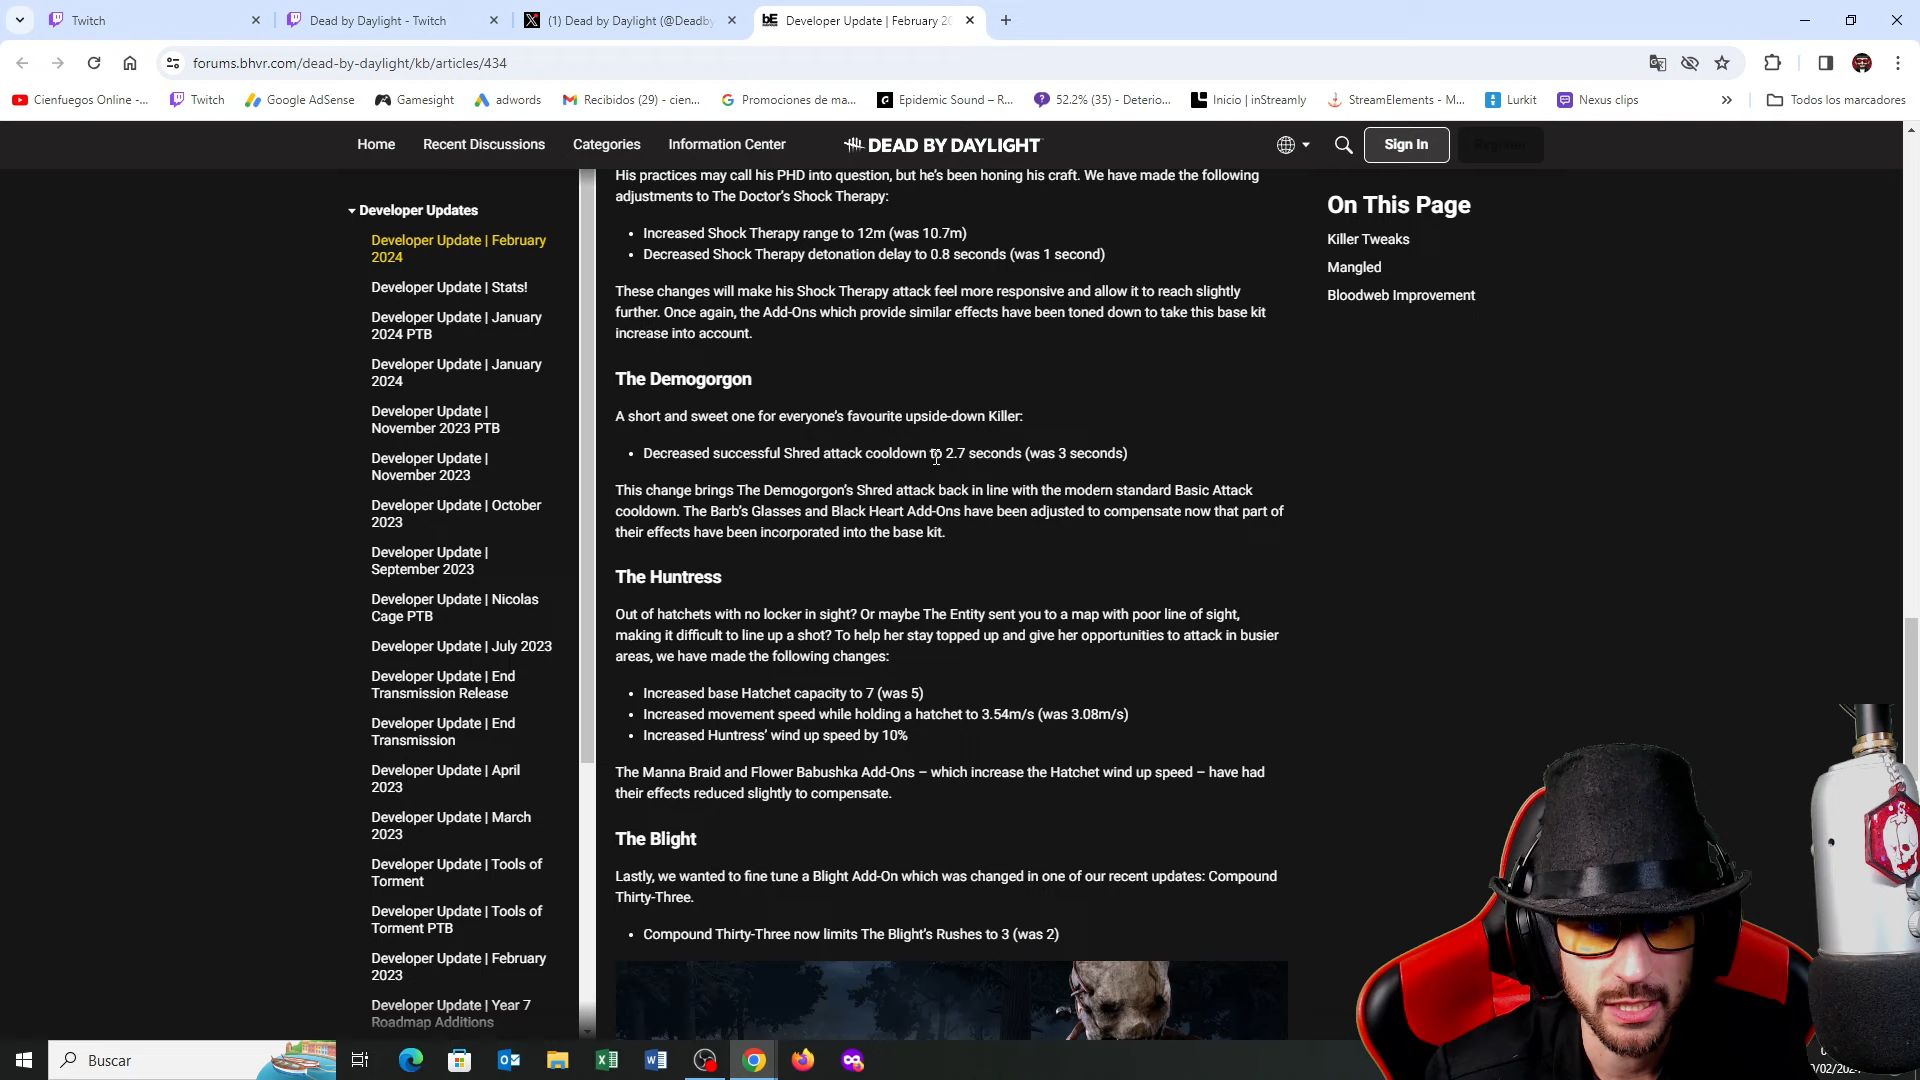 Twitch
Dead by Daylight - Twitch
(1) Dead by Daylight (@Deadby
Developer Update | February 20
forums.bhvr.com/dead-by-daylight/kb/articles/434
Cienfuegos Online -...
Twitch
Google AdSense
Gamesight
adwords
Recibidos (29) - cien...
Promociones de ma...
Epidemic Sound – R...
52.2% (35) - Deterio...
Inicio | inStreamly
StreamElements - M...
Lurkit
Nexus clips
Todos los marcadores
Home
Recent Discussions
Categories
Information Center
DEAD BY DAYLIGHT
Sign In
Register
Developer Updates
Developer Update | February
2024
Developer Update | Stats!
Developer Update | January
2024 PTB
Developer Update | January
2024
Developer Update |
November 2023 PTB
Developer Update |
November 2023
Developer Update | October
2023
Developer Update |
September 2023
Developer Update | Nicolas
Cage PTB
Developer Update | July 2023
Developer Update | End
Transmission Release
Developer Update | End
Transmission
Developer Update | April
2023
Developer Update | March
2023
Developer Update | Tools of
Torment
Developer Update | Tools of
Torment PTB
Developer Update | February
2023
Developer Update | Year 7
Roadmap Additions
His practices may call his PHD into question, but he's been honing his craft. We have made the following
adjustments to The Doctor's Shock Therapy:
• Increased Shock Therapy range to 12m (was 10.7m)
• Decreased Shock Therapy detonation delay to 0.8 seconds (was 1 second)
These changes will make his Shock Therapy attack feel more responsive and allow it to reach slightly
further. Once again, the Add-Ons which provide similar effects have been toned down to take this base kit
increase into account.
The Demogorgon
A short and sweet one for everyone's favourite upside-down Killer:
• Decreased successful Shred attack cooldown to 2.7 seconds (was 3 seconds)
This change brings The Demogorgon's Shred attack back in line with the modern standard Basic Attack
cooldown. The Barb's Glasses and Black Heart Add-Ons have been adjusted to compensate now that part of
their effects have been incorporated into the base kit.
The Huntress
Out of hatchets with no locker in sight? Or maybe The Entity sent you to a map with poor line of sight,
making it difficult to line up a shot? To help her stay topped up and give her opportunities to attack in busier
areas, we have made the following changes:
• Increased base Hatchet capacity to 7 (was 5)
• Increased movement speed while holding a hatchet to 3.54m/s (was 3.08m/s)
• Increased Huntress' wind up speed by 10%
The Manna Braid and Flower Babushka Add-Ons – which increase the Hatchet wind up speed – have had
their effects reduced slightly to compensate.
The Blight
Lastly, we wanted to fine tune a Blight Add-On which was changed in one of our recent updates: Compound
Thirty-Three.
• Compound Thirty-Three now limits The Blight's Rushes to 3 (was 2)
On This Page
Killer Tweaks
Mangled
Bloodweb Improvement
Buscar